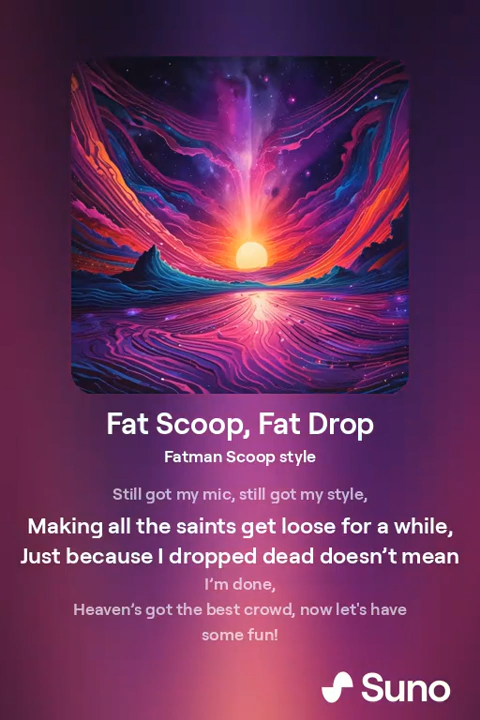 Fat Scoop, Fat Drop
Fatman Scoop style
Still got my mic, still got my style,
Making all the saints get loose for a while,
Just because I dropped dead doesn’t mean
I’m done,
Heaven’s got the best crowd, now let's have
some fun!
Suno